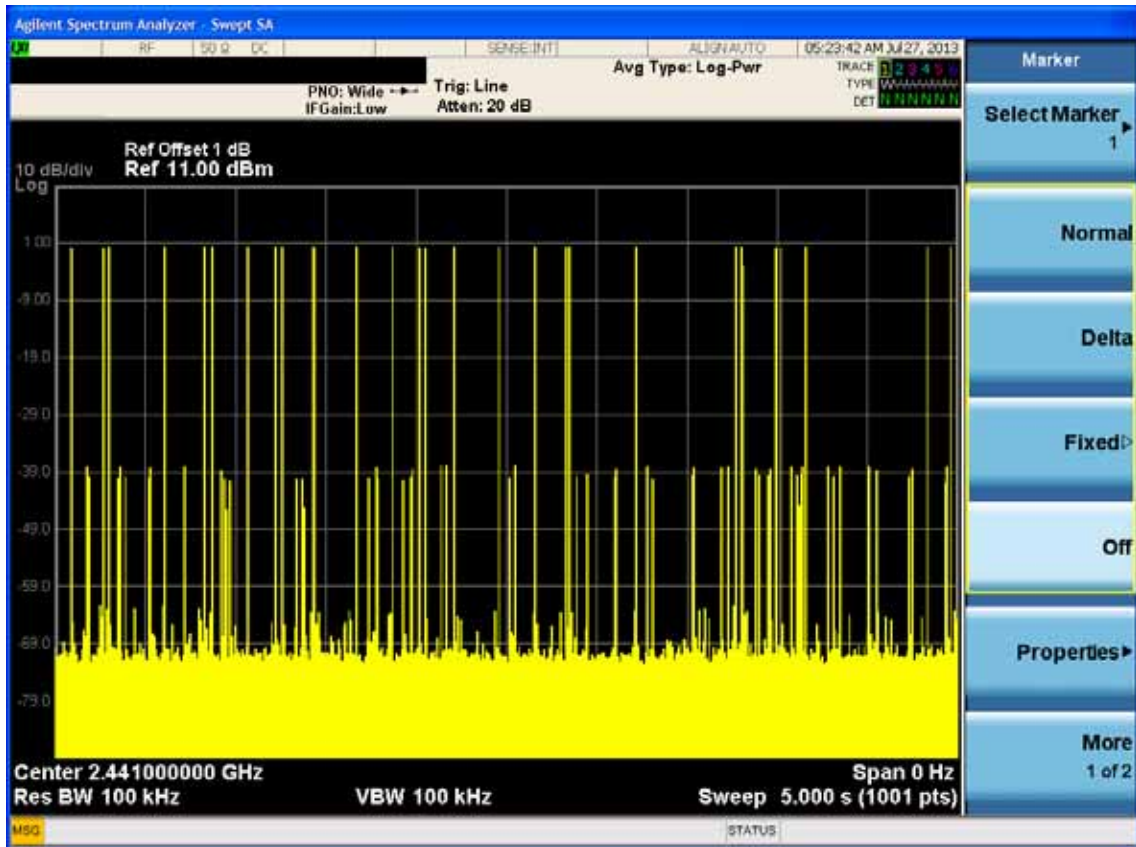 Agilent Spectrum Analyzer - Swept SA
RF 50 Ω DC SENSE:INT ALIGN AUTO 05:23:42 AM Jul 27, 2013
PNO: Wide
IFGain:Low
Trig: Line
Atten: 20 dB
Avg Type: Log-Pwr
TRACE 1 2 3 4 5 6
TYPE
DET N N N N N N
10 dB/div
Log
Ref Offset 1 dB
Ref 11.00 dBm
1.00
-9.00
-19.0
-29.0
-39.0
-49.0
-59.0
-69.0
-79.0
Center 2.441000000 GHz
Span 0 Hz
Res BW 100 kHz
VBW 100 kHz
Sweep 5.000 s (1001 pts)
MSG
STATUS
Marker
Select Marker
1
Normal
Delta
Fixed
Off
Properties
More
1 of 2